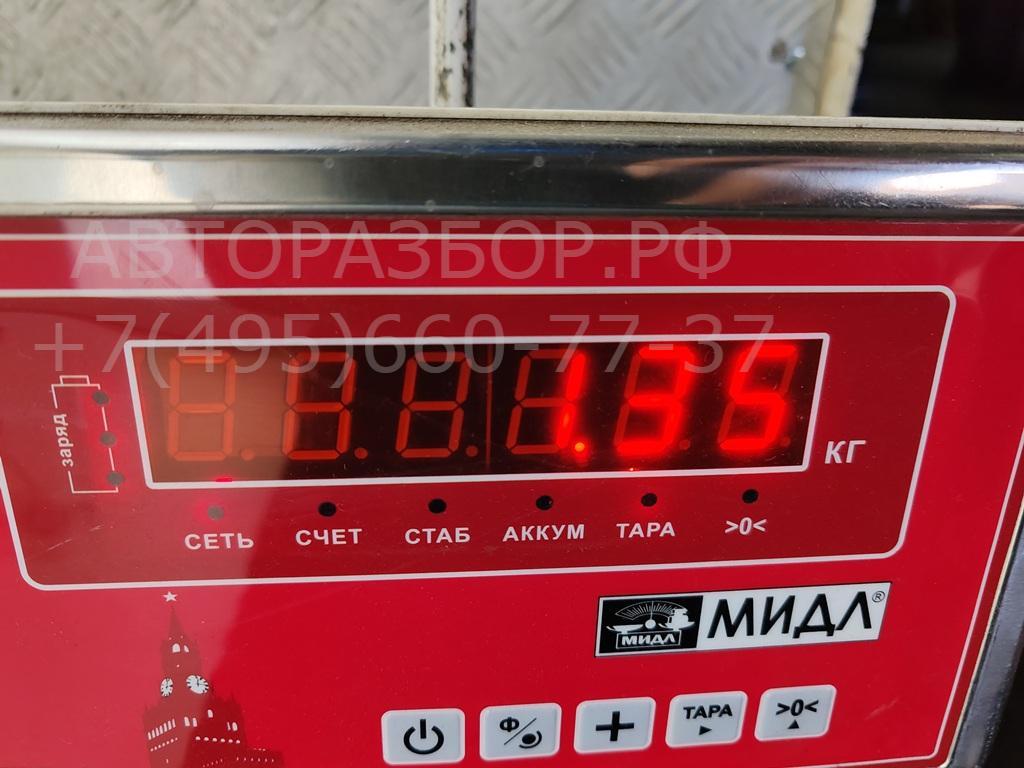 АВТОРАЗБОР.РФ
+7(495)660-77-37
1.35
КГ
заряд
СЕТЬ СЧЕТ СТАБ АККУМ ТАРА >0<
МИДЛ МИДЛ®
Ф ТАРА >0<